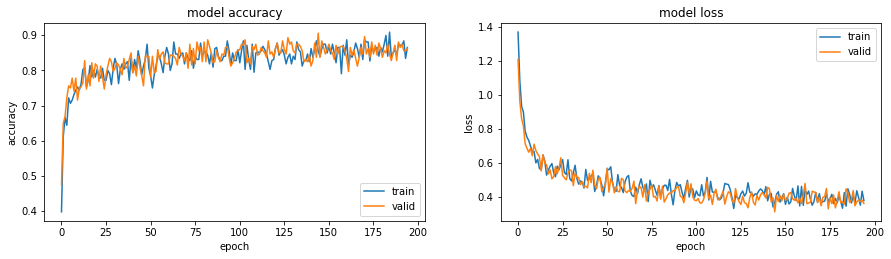 model accuracy
accuracy
0.9
0.8
0.7
0.6
0.5
0.4
0 25 50 75 100 125 150 175 200
epoch
train
valid
model loss
loss
1.4
1.2
1.0
0.8
0.6
0.4
0 25 50 75 100 125 150 175 200
epoch
train
valid